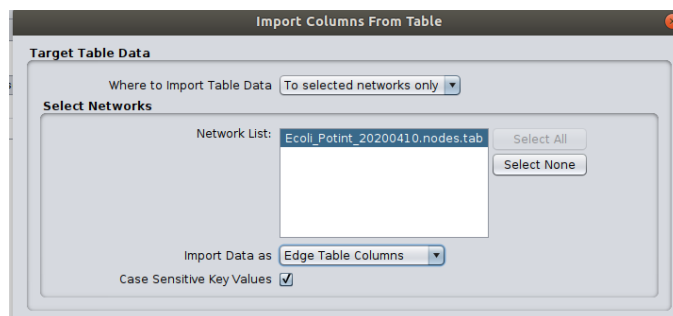 Import Columns From Table
Target Table Data
Where to Import Table Data To selected networks only
Select Networks
Network List: Ecoli_Potint_20200410.nodes.tab Select All
Select None
Import Data as Edge Table Columns
Case Sensitive Key Values